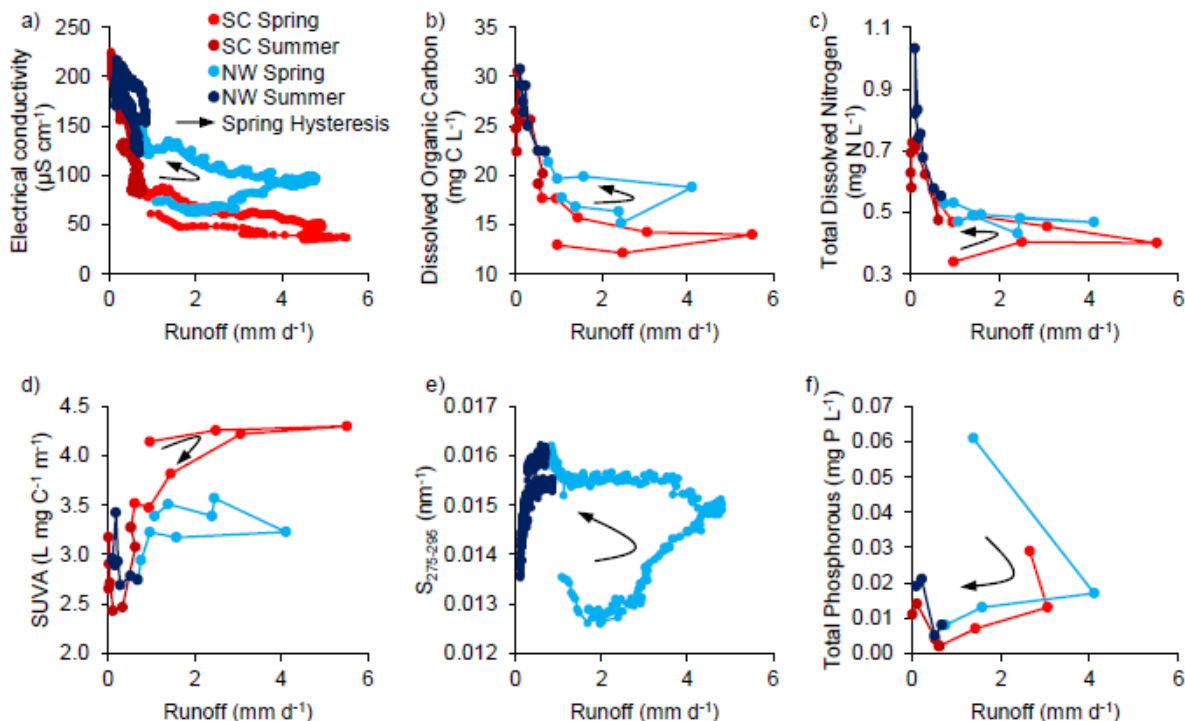 a)
Electrical conductivity
(µS cm⁻¹)
250
200
150
100
50
0
0 2 4 6
Runoff (mm d⁻¹)
SC Spring
SC Summer
NW Spring
NW Summer
Spring Hysteresis
b)
Dissolved Organic Carbon
(mg C L⁻¹)
35
30
25
20
15
10
0 2 4 6
Runoff (mm d⁻¹)
c)
Total Dissolved Nitrogen
(mg N L⁻¹)
1.1
0.9
0.7
0.5
0.3
0 2 4 6
Runoff (mm d⁻¹)
d)
SUVA (L mg C⁻¹ m⁻¹)
4.5
4.0
3.5
3.0
2.5
2.0
0 2 4 6
Runoff (mm d⁻¹)
e)
S₂₇₅₋₂₉₅ (nm⁻¹)
0.017
0.016
0.015
0.014
0.013
0.012
0 2 4 6
Runoff (mm d⁻¹)
f)
Total Phosphorous (mg P L⁻¹)
0.07
0.06
0.05
0.04
0.03
0.02
0.01
0.00
0 2 4 6
Runoff (mm d⁻¹)